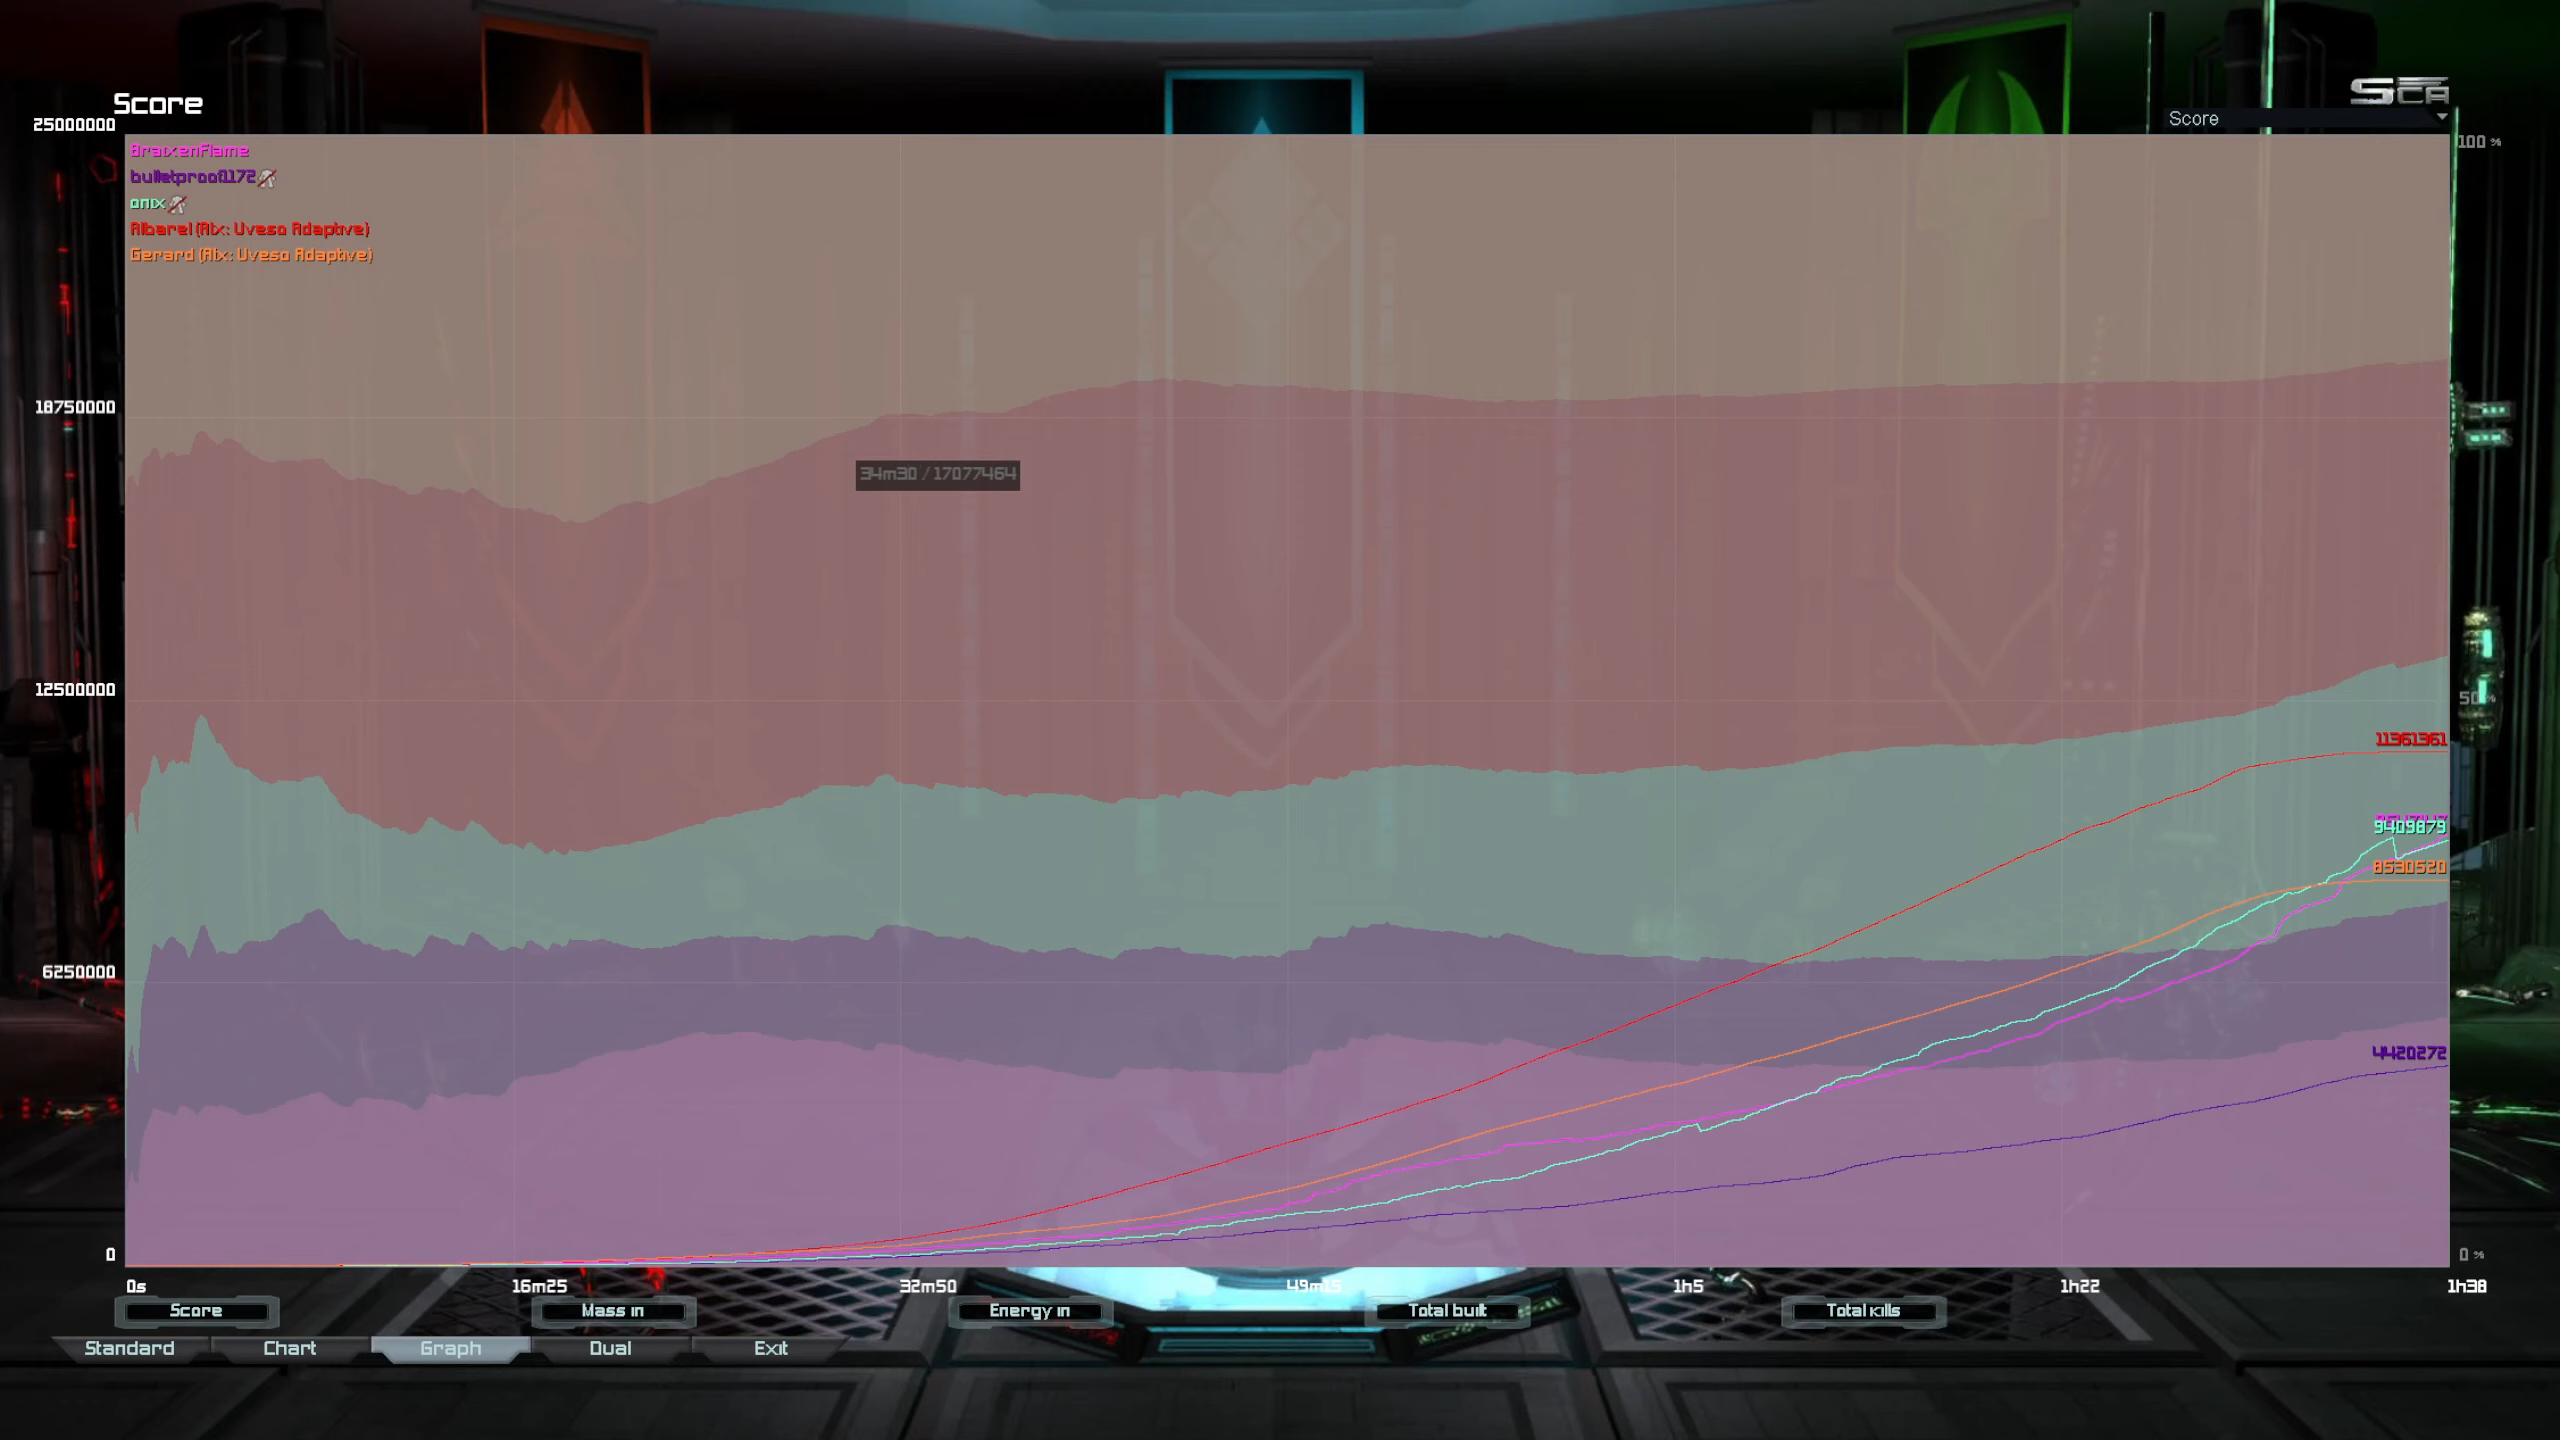 Score
25000000
Score
100 %
BraixenFlame
bulletproof1172
onix
Albarel (AIx: Uveso Adaptive)
Gerard (AIx: Uveso Adaptive)
18750000
34m30 / 17077464
12500000
50 %
11361361
9409879
8530520
6250000
4420272
0
0 %
0s
16m25
32m50
49m15
1h5
1h22
1h38
Score
Mass in
Energy in
Total built
Total kills
Standard
Chart
Graph
Dual
Exit